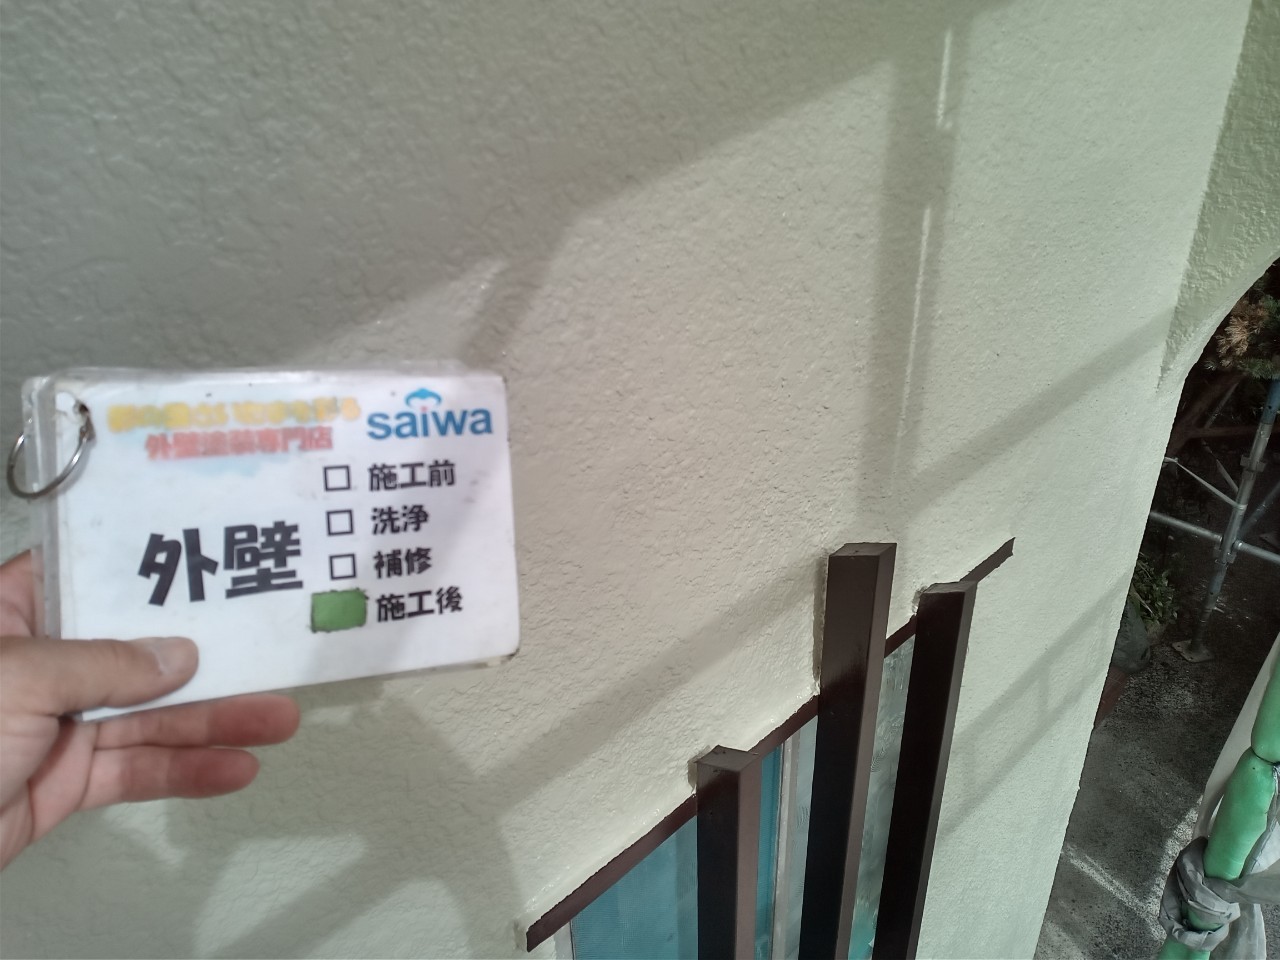 外壁塗装専門店
saiwa
外壁
施工前
洗浄
補修
施工後